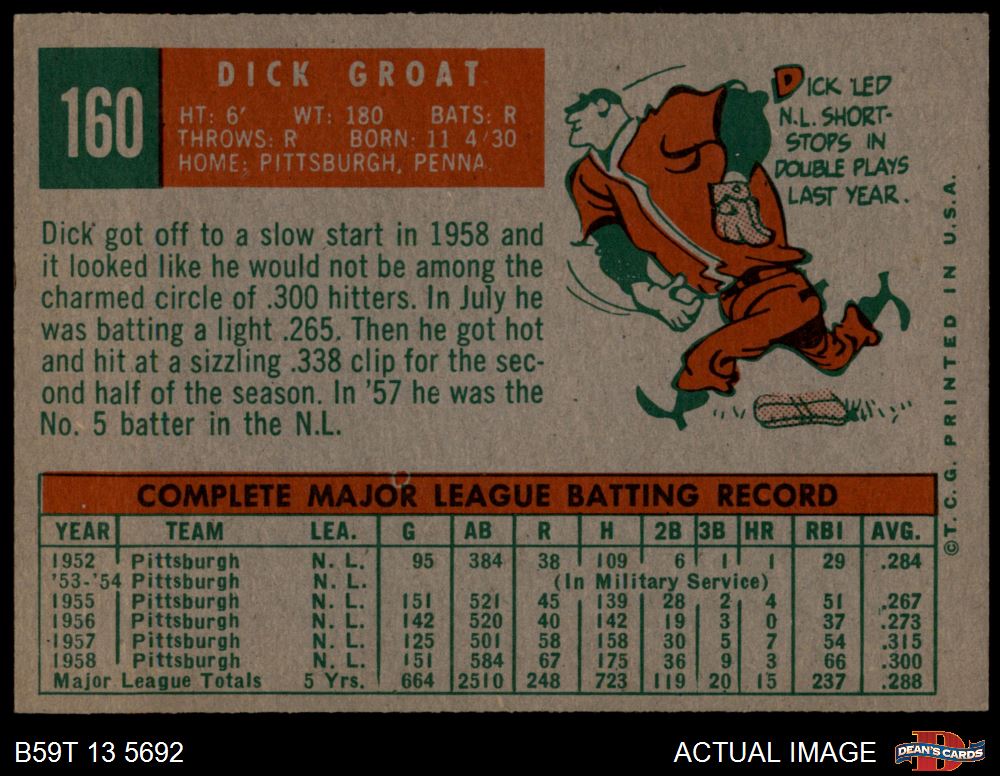 160
DICK GROAT
HT: 6' WT: 180 BATS: R
THROWS: R BORN: 11 4/30
HOME: PITTSBURGH, PENNA.
DICK LED
N.L. SHORT-
STOPS IN
DOUBLE PLAYS
LAST YEAR.
Dick got off to a slow start in 1958 and
it looked like he would not be among the
charmed circle of .300 hitters. In July he
was batting a light .265. Then he got hot
and hit at a sizzling .338 clip for the sec-
ond half of the season. In '57 he was the
No. 5 batter in the N.L.
COMPLETE MAJOR LEAGUE BATTING RECORD
YEAR TEAM LEA. G AB R H 2B 3B HR RBI AVG.
1952 Pittsburgh N. L. 95 384 38 109 6 1 1 29 .284
'53-'54 Pittsburgh N. L. (In Military Service)
1955 Pittsburgh N. L. 151 521 45 139 28 2 4 51 .267
1956 Pittsburgh N. L. 142 520 40 142 19 3 0 37 .273
1957 Pittsburgh N. L. 125 501 58 158 30 5 7 54 .315
1958 Pittsburgh N. L. 151 584 67 175 36 9 3 66 .300
Major League Totals 5 Yrs. 664 2510 248 723 119 20 15 237 .288
©T.C.G. PRINTED IN U.S.A.
B59T 13 5692
ACTUAL IMAGE
DEAN'S CARDS